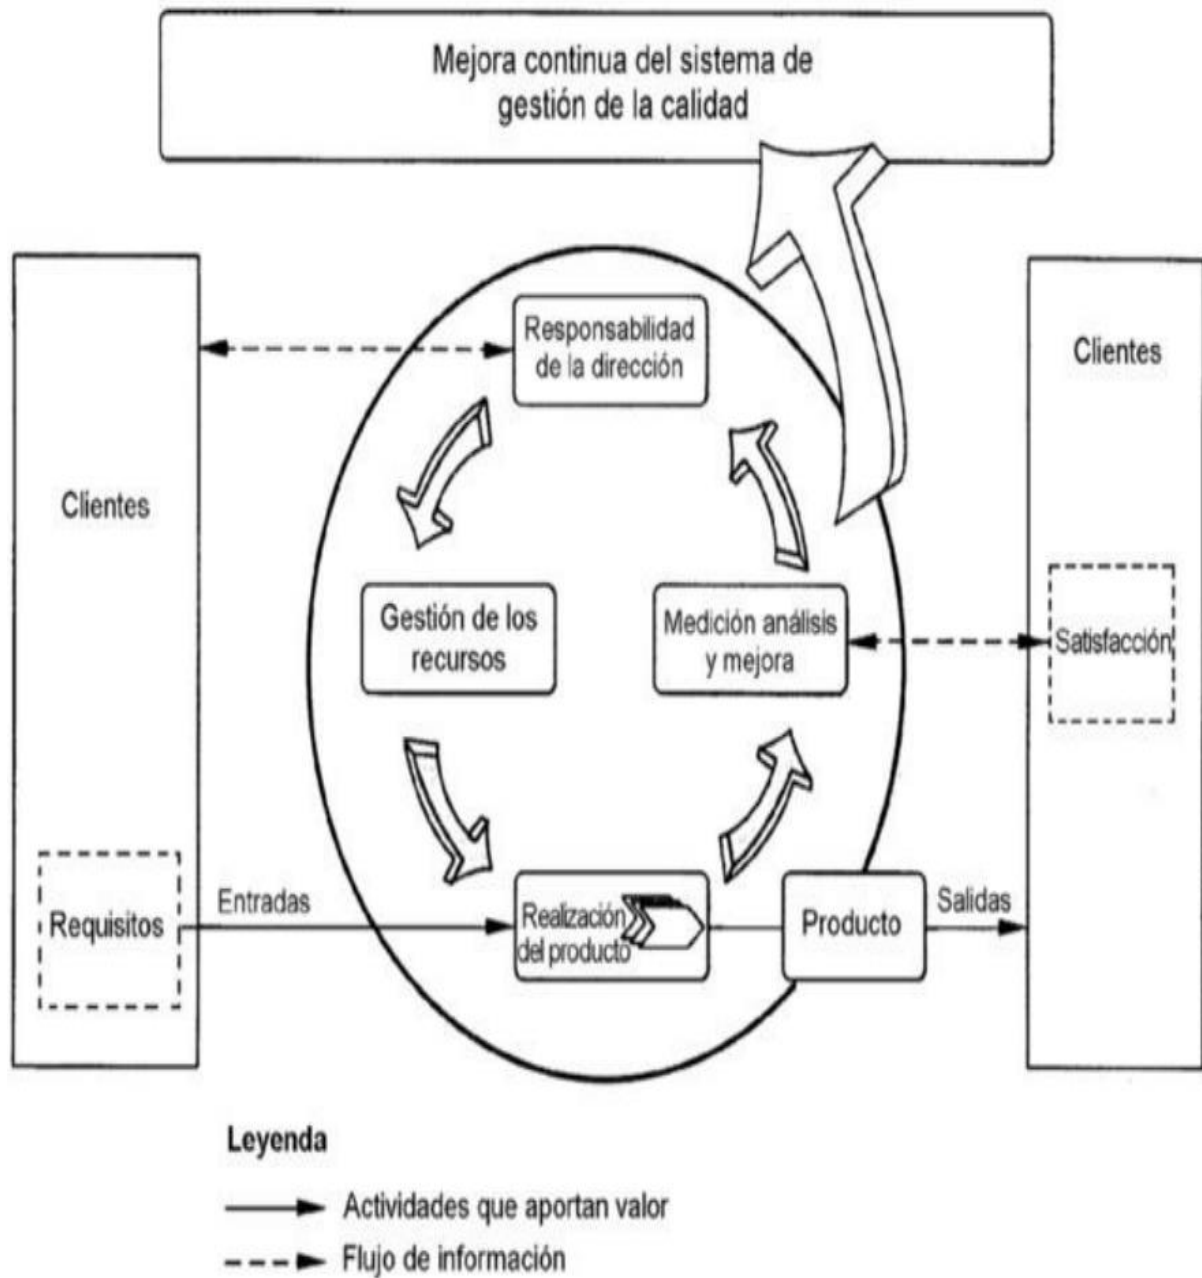 Mejora continua del sistema de
gestión de la calidad
Responsabilidad
de la dirección
Clientes
Clientes
Gestión de los
recursos
Medición análisis
y mejora
Satisfacción
Requisitos
Entradas
Realización
del producto
Producto
Salidas
Leyenda
Actividades que aportan valor
Flujo de información